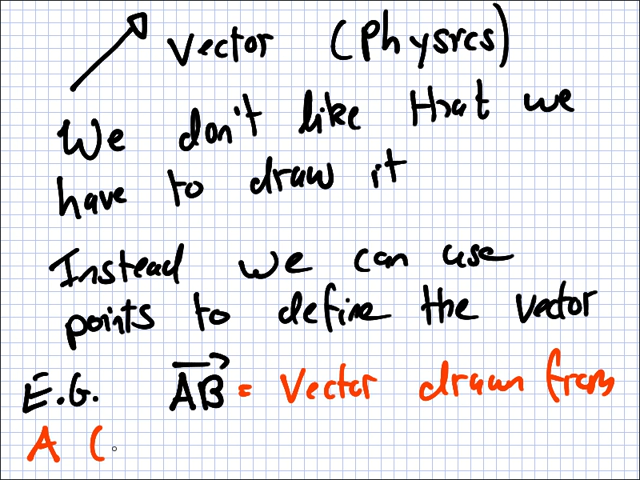 Vector (Physics)
We don't like that we
have to draw it
Instead we can use
points to define the vector
E.G. AB = Vector drawn from
A (